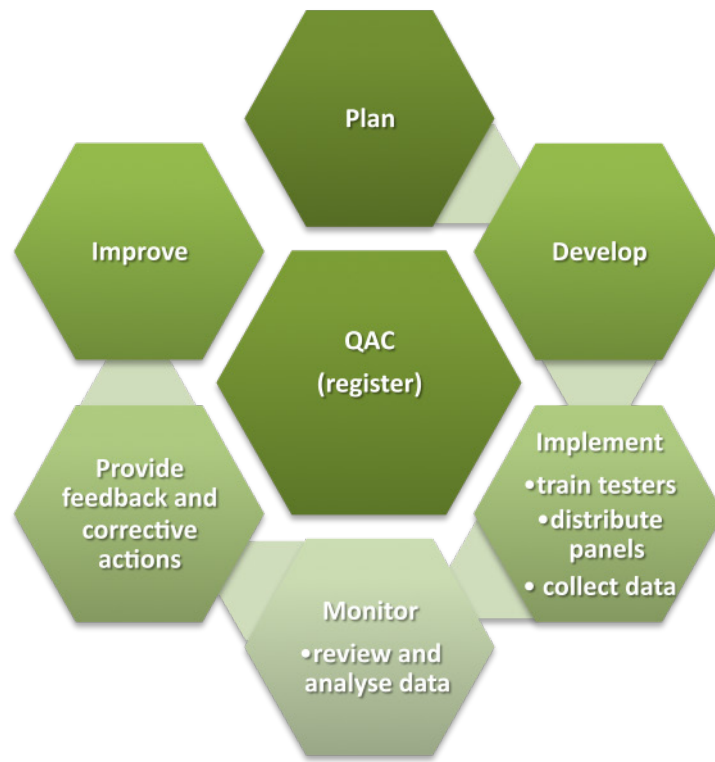 Plan
Develop
Implement
•train testers
•distribute
panels
• collect data
Monitor
•review and
analyse data
Provide
feedback and
corrective
actions
Improve
QAC
(register)